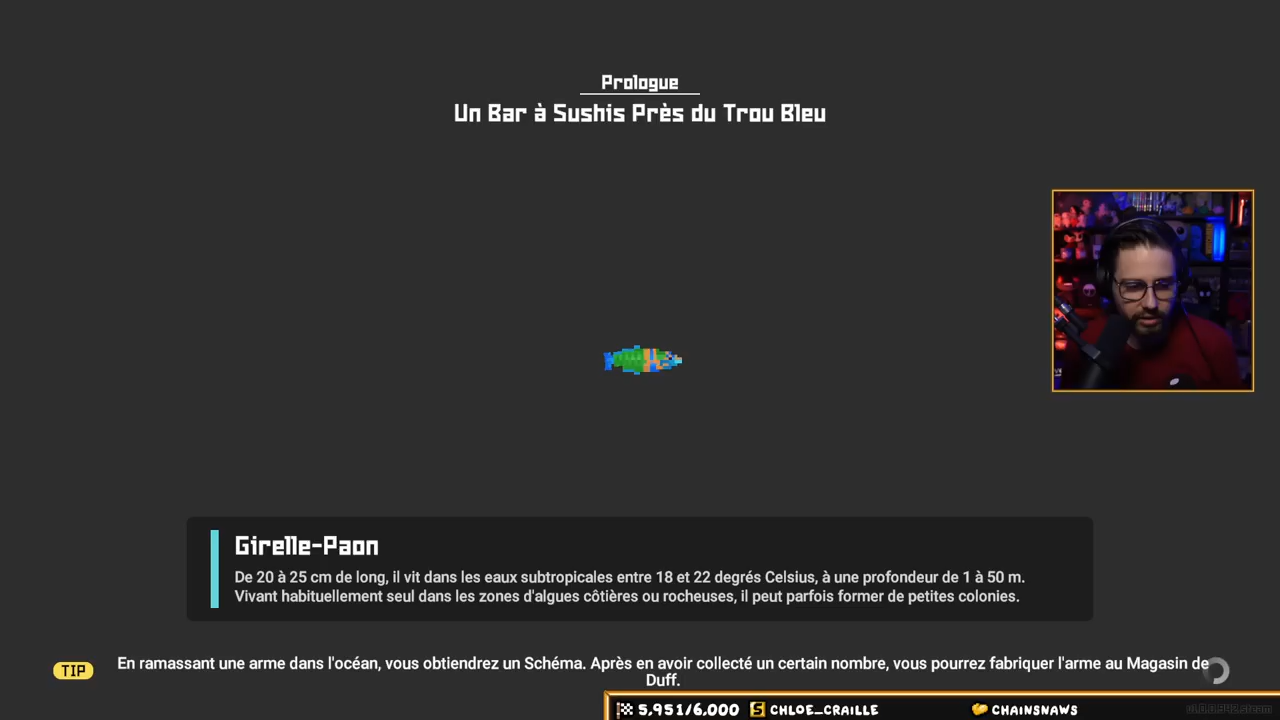 Prologue
Un Bar à Sushis Près du Trou Bleu
Girelle-Paon
De 20 à 25 cm de long, il vit dans les eaux subtropicales entre 18 et 22 degrés Celsius, à une profondeur de 1 à 50 m.
Vivant habituellement seul dans les zones d'algues côtières ou rocheuses, il peut parfois former de petites colonies.
TIP
En ramassant une arme dans l'océan, vous obtiendrez un Schéma. Après en avoir collecté un certain nombre, vous pourrez fabriquer l'arme au Magasin de
Duff.
5,951/6,000 CHLOE_CRAILLE CHAINSNAWS